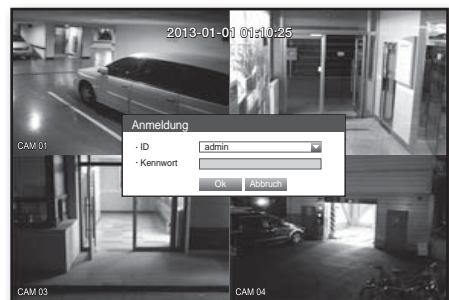 2013-01-01 01:10:25
Anmeldung
CAM 01
· ID admin
· Kennwort
Ok Abbruch
CAM 03 CAM 04